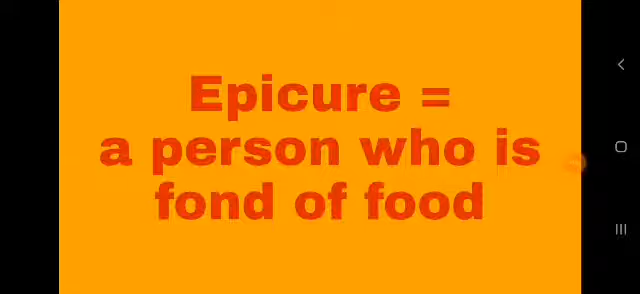 Epicure =
a person who is
fond of food